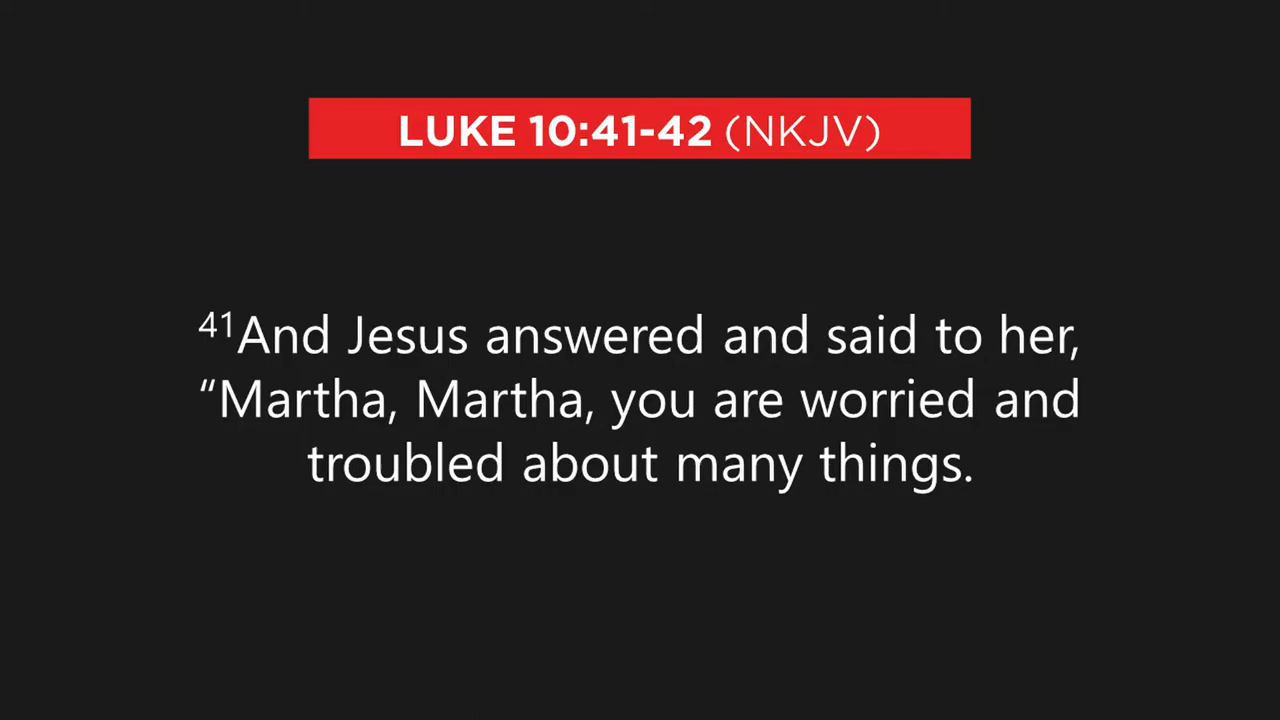 LUKE 10:41-42 (NKJV)
⁴¹And Jesus answered and said to her,
“Martha, Martha, you are worried and
troubled about many things.